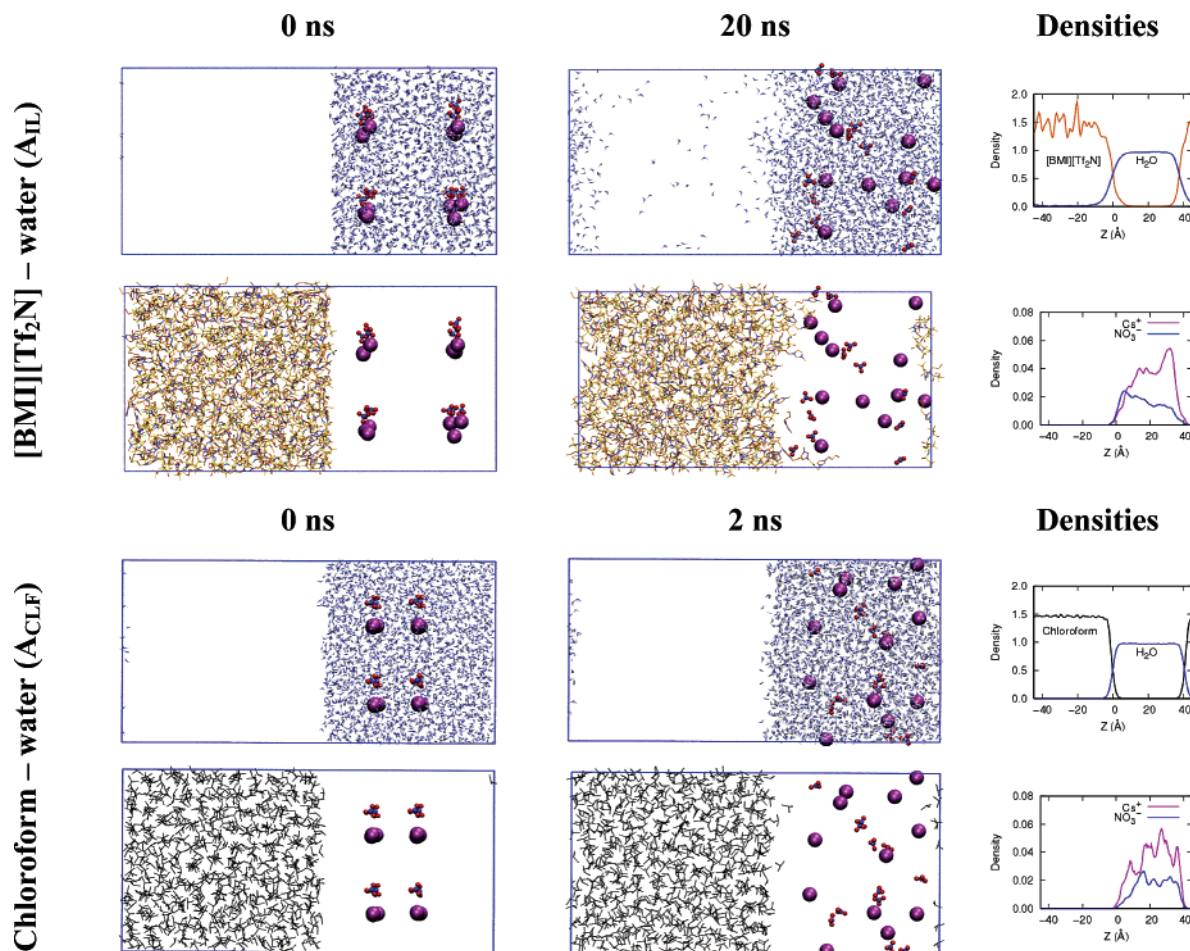 0 ns 20 ns Densities
[BMI][Tf₂N] – water (A_IL)
2.0
1.5
1.0
0.5
0.0
Density
[BMI][Tf₂N] H₂O
-40 -20 0 20 40
Z (Å)
0.08
0.06
0.04
0.02
0.00
Density
Cs⁺
NO₃⁻
-40 -20 0 20 40
Z (Å)
0 ns 2 ns Densities
Chloroform – water (A_CLF)
2.0
1.5
1.0
0.5
0.0
Density
Chloroform H₂O
-40 -20 0 20 40
Z (Å)
0.08
0.06
0.04
0.02
0.00
Density
Cs⁺
NO₃⁻
-40 -20 0 20 40
Z (Å)